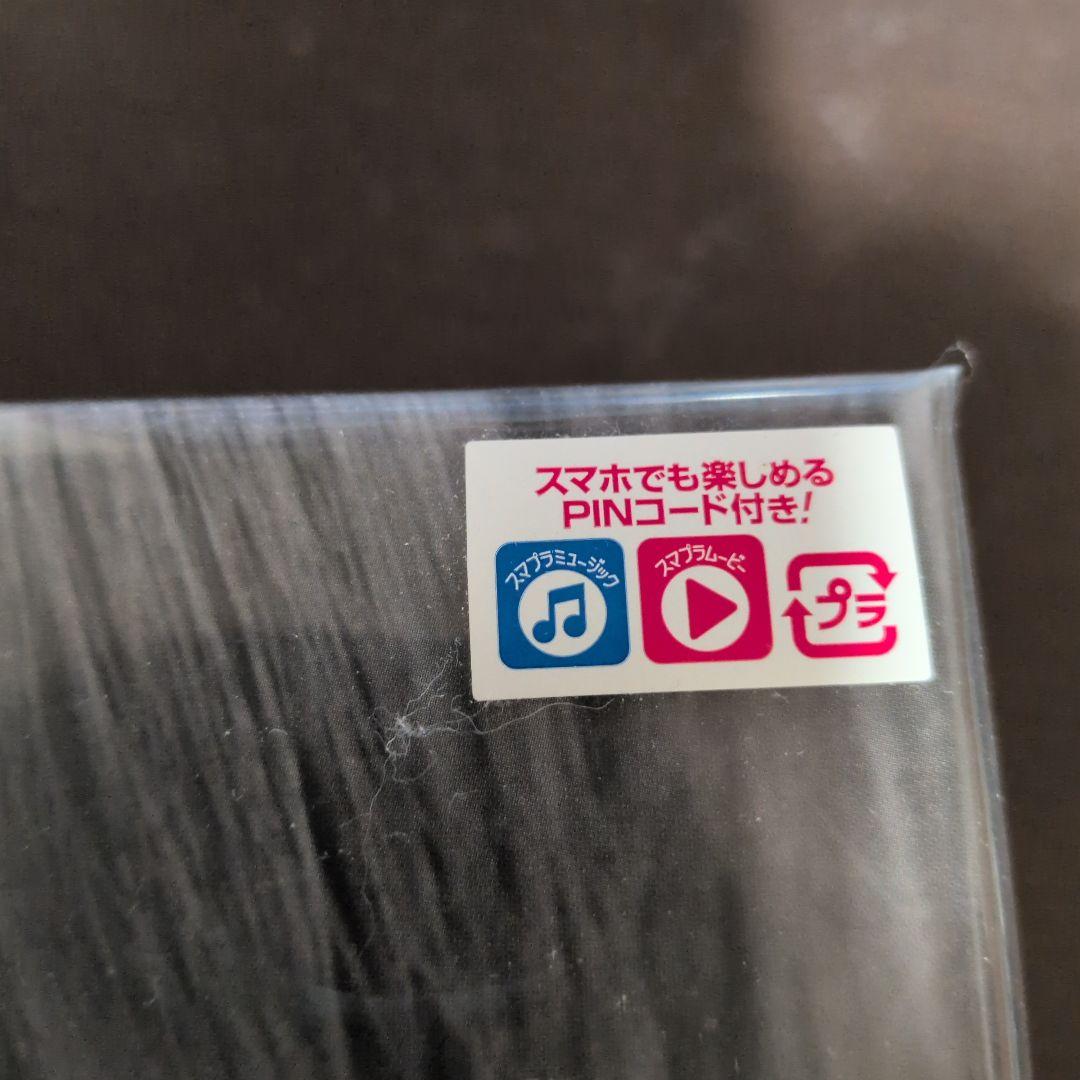 スマホでも楽しめる
PINコード付き!
スマプラミュージック
スマプラムービー
プラ